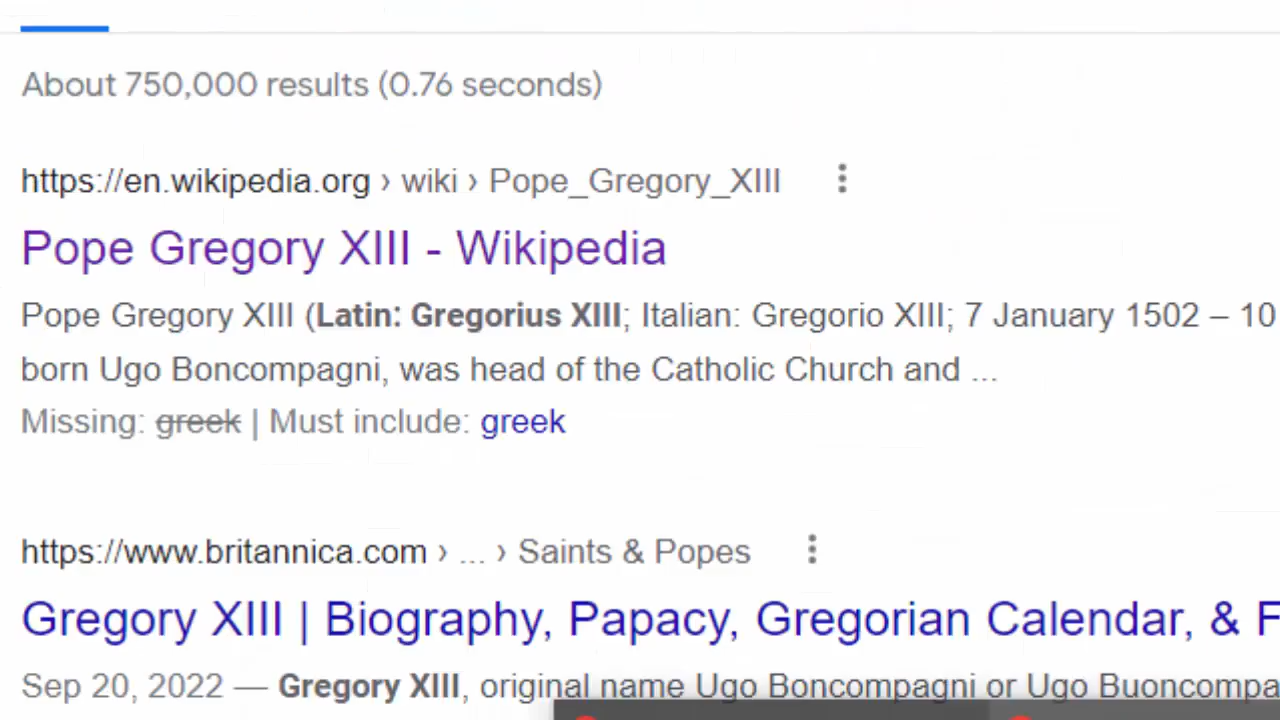 About 750,000 results (0.76 seconds)
https://en.wikipedia.org › wiki › Pope_Gregory_XIII
Pope Gregory XIII - Wikipedia
Pope Gregory XIII (Latin: Gregorius XIII; Italian: Gregorio XIII; 7 January 1502 – 10
born Ugo Boncompagni, was head of the Catholic Church and ...
Missing: greek | Must include: greek
https://www.britannica.com › ... › Saints & Popes
Gregory XIII | Biography, Papacy, Gregorian Calendar, & F
Sep 20, 2022 — Gregory XIII, original name Ugo Boncompagni or Ugo Buoncompa